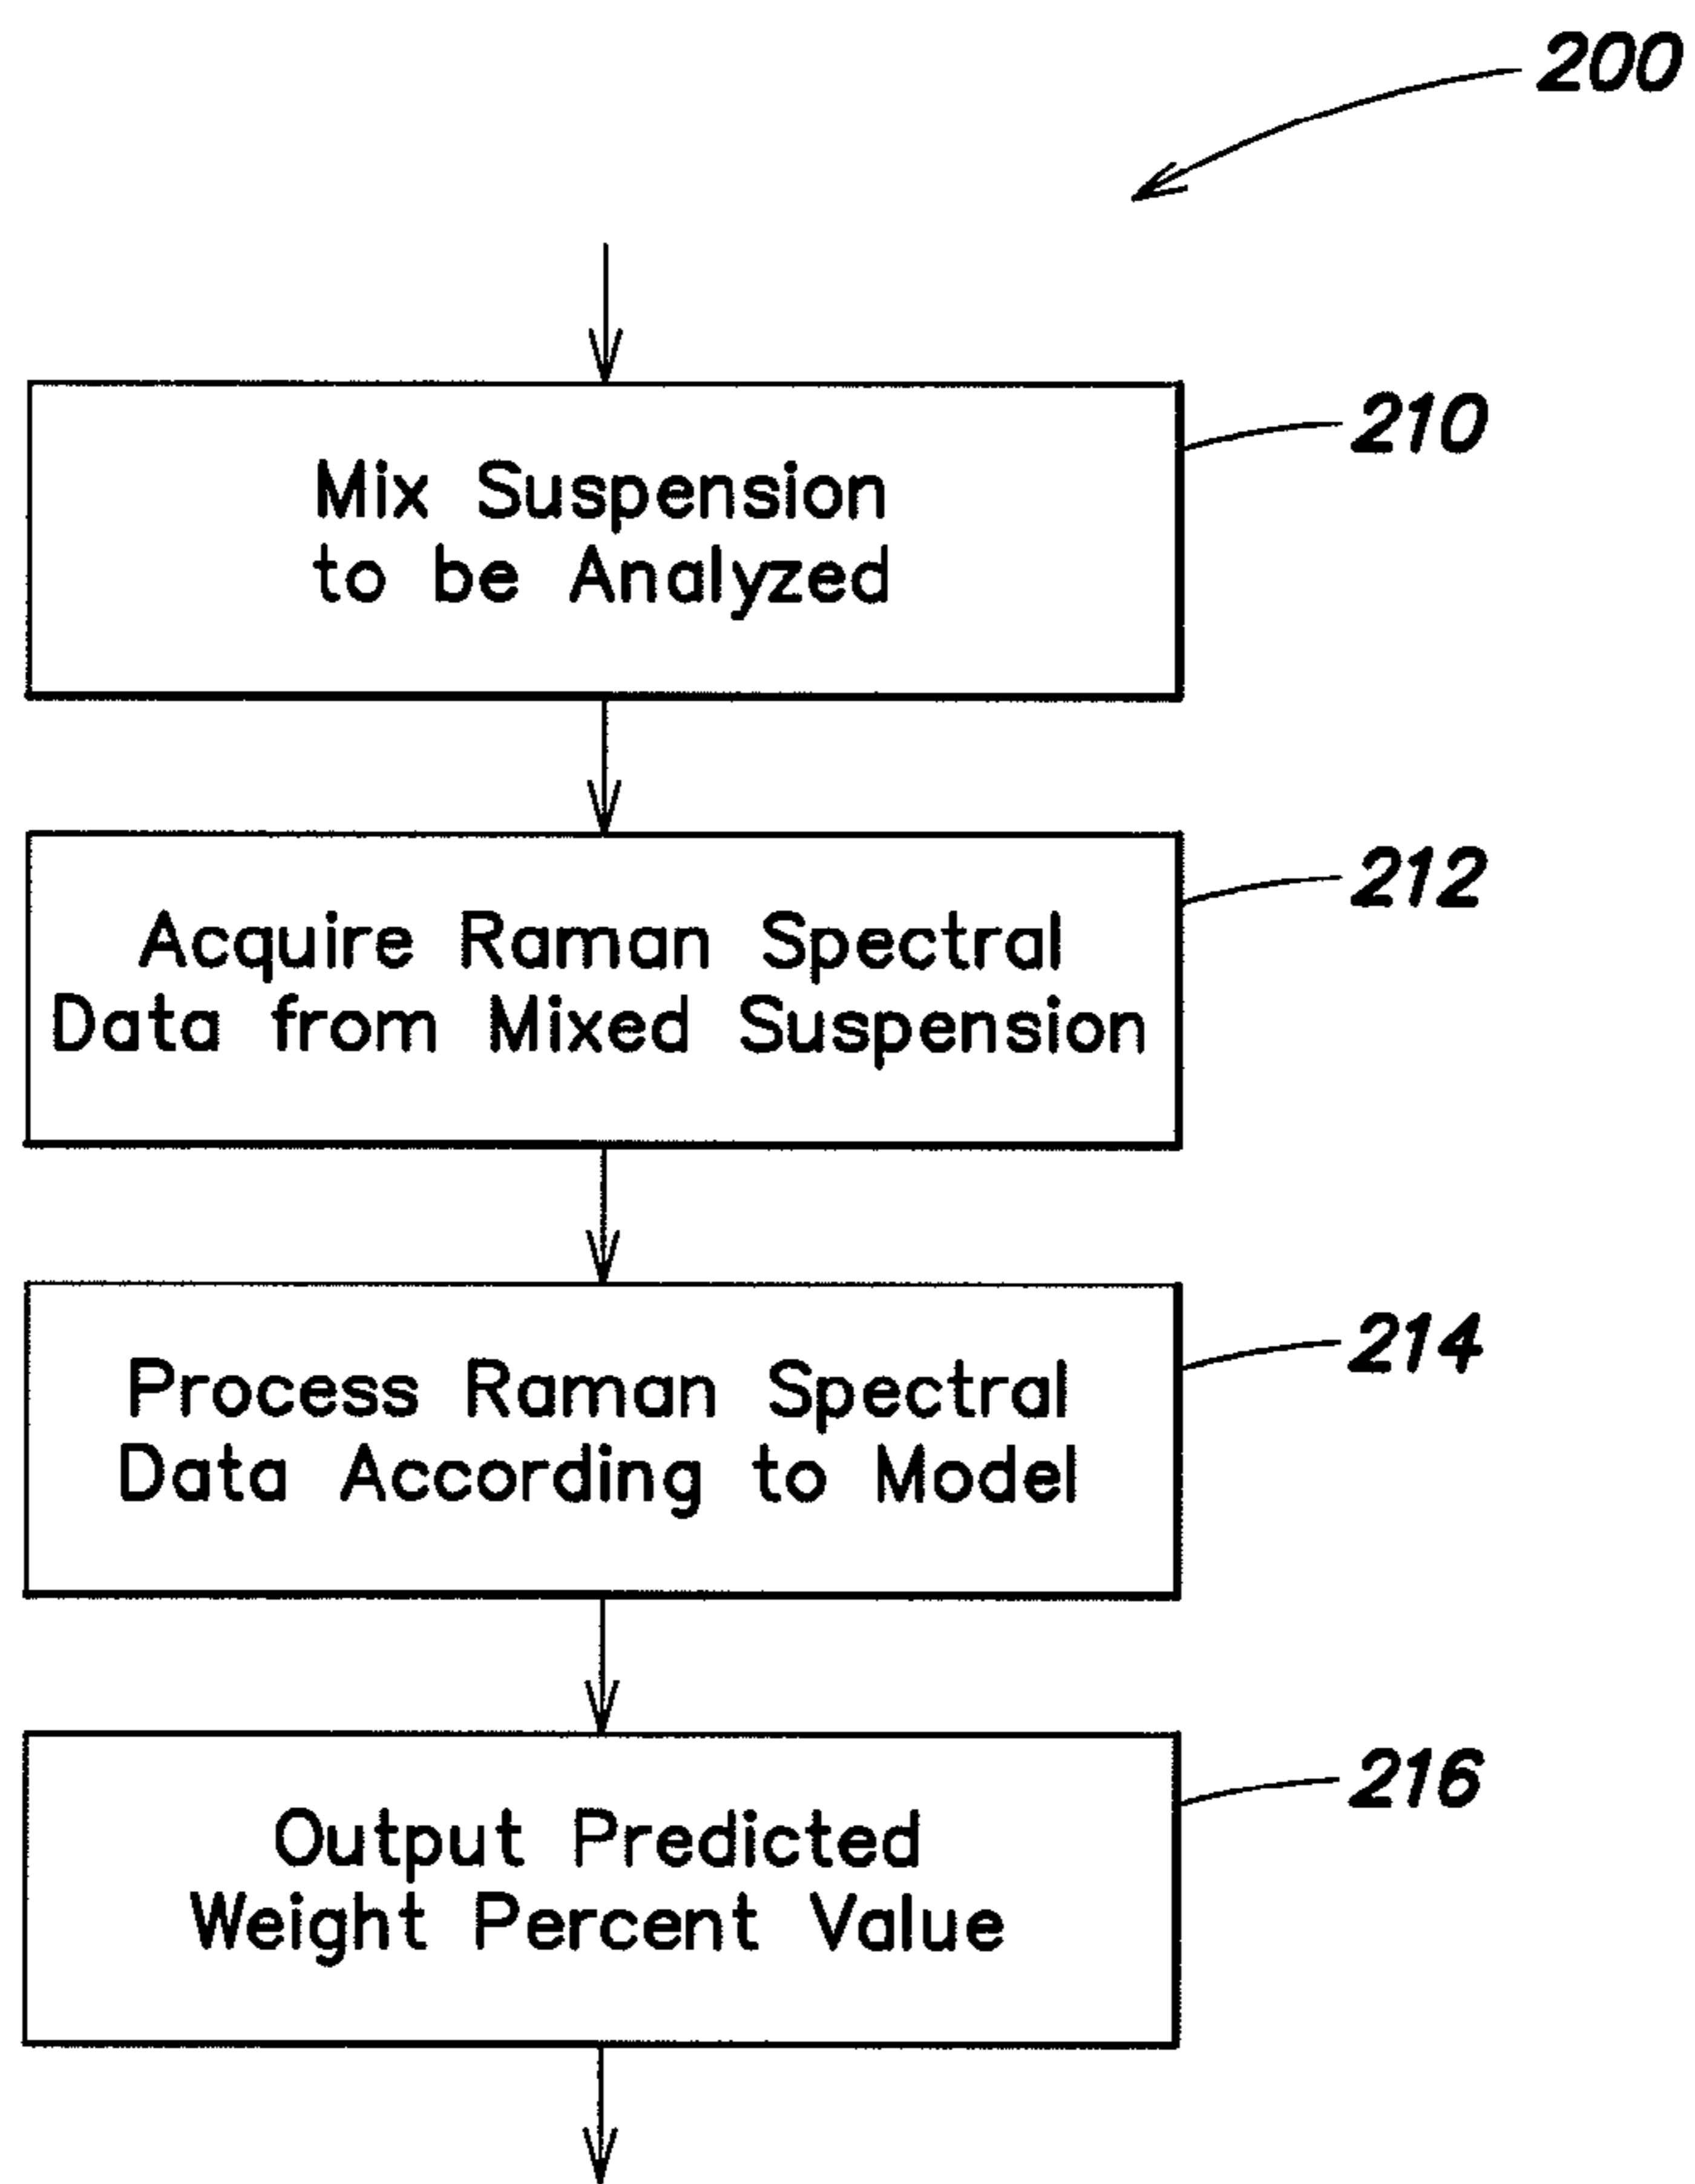 200
210
Mix Suspension
to be Analyzed
212
Acquire Raman Spectral
Data from Mixed Suspension
214
Process Raman Spectral
Data According to Model
216
Output Predicted
Weight Percent Value